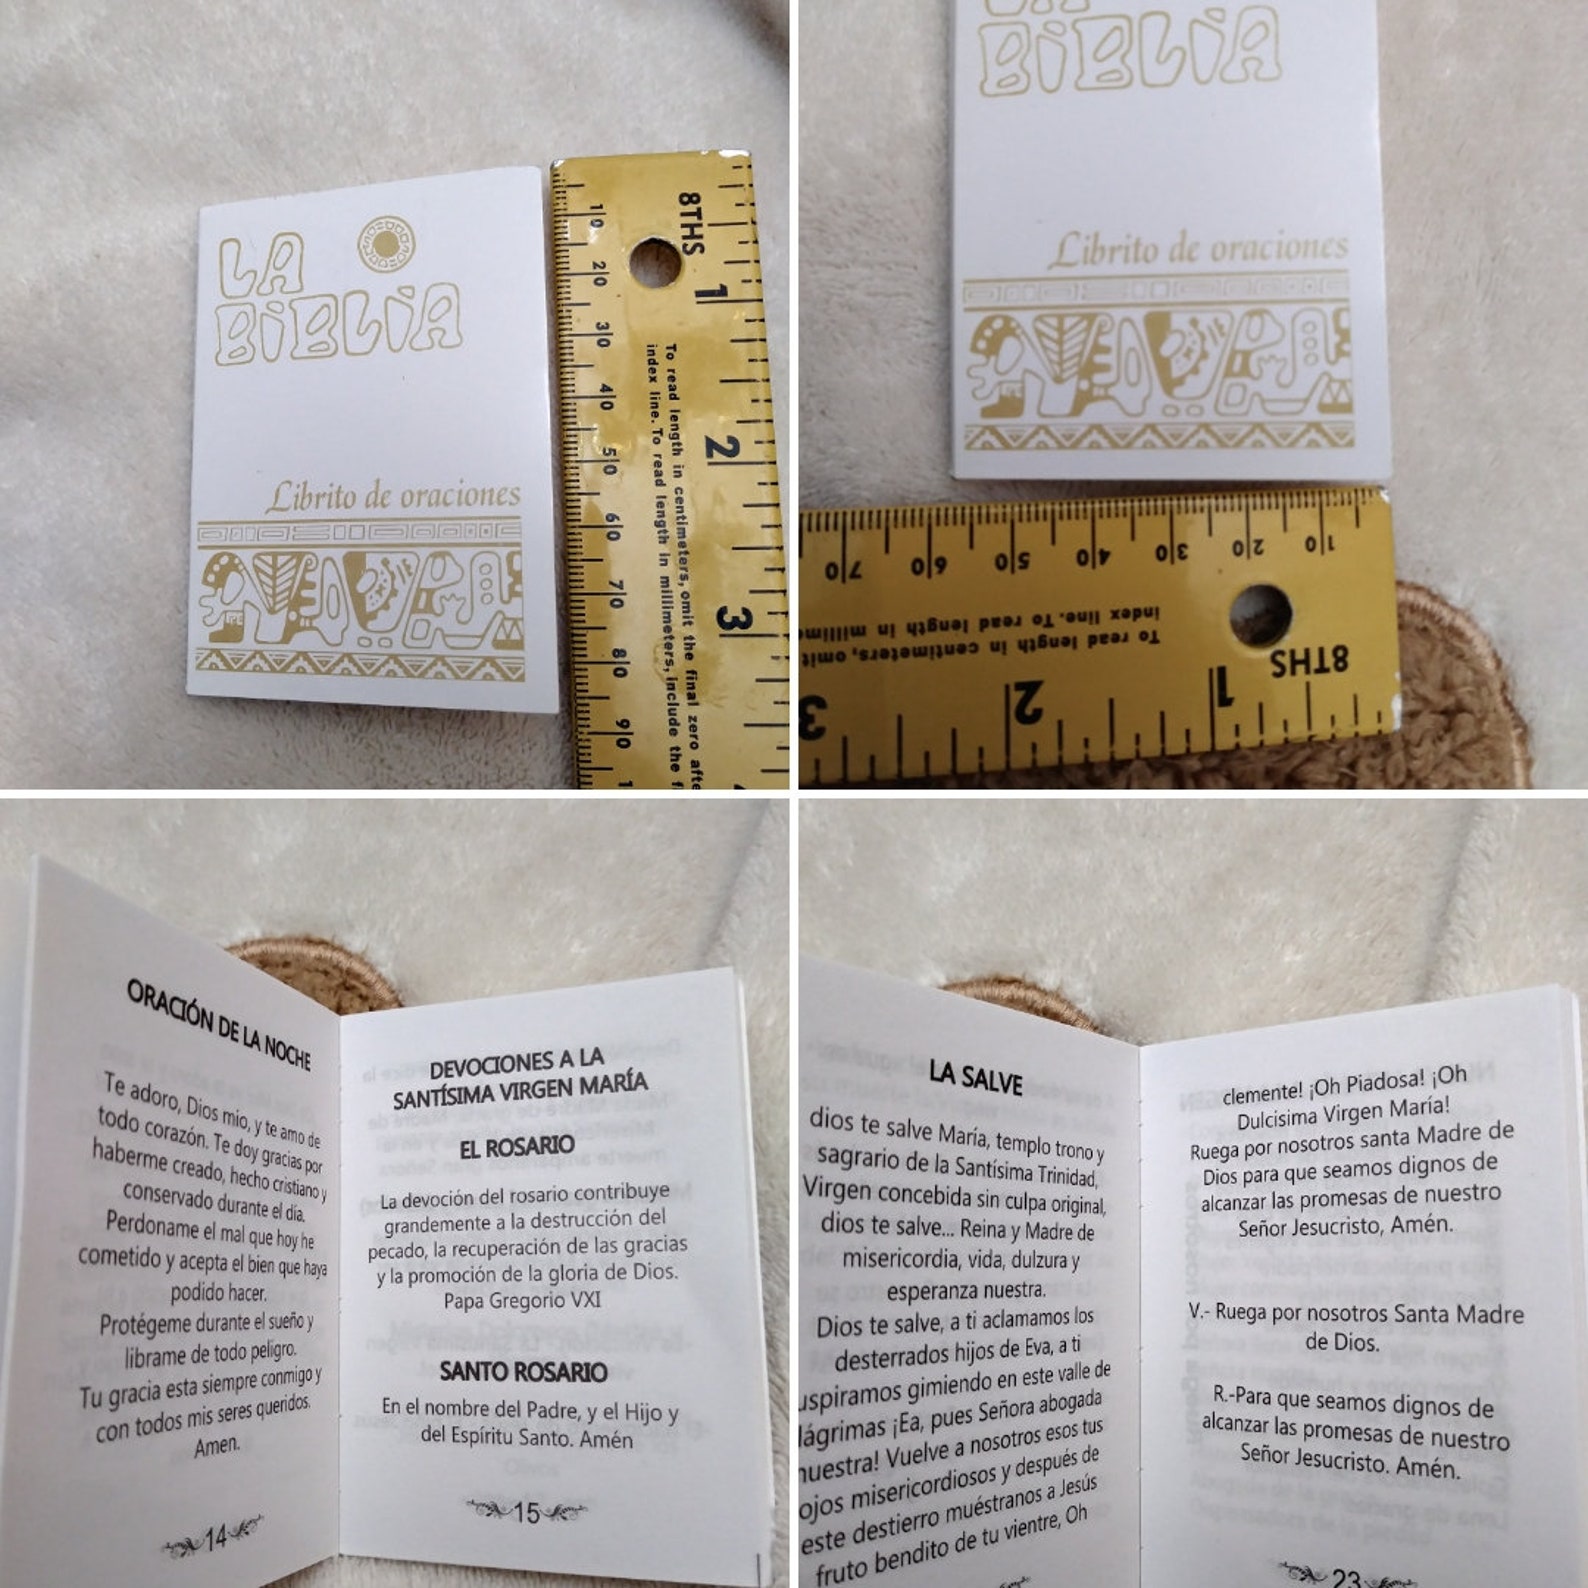 LA
BIBLIA
Librito de oraciones
8THS
1
2
3
10
20
30
40
50
60
70
80
90
1
To read length in centimeters, omit the final zero afte
index line. To read length in millimeters, include the f
BIBLIA
Librito de oraciones
10
20
30
40
50
60
70
To read length in centimeters, omit
index line. To read length in millim
8THS
1
2
3
ORACIÓN DE LA NOCHE
Te adoro, Dios mio, y te amo de
todo corazón. Te doy gracias por
haberme creado, hecho cristiano y
conservado durante el día.
Perdoname el mal que hoy he
cometido y acepta el bien que haya
podido hacer.
Protégeme durante el sueño y
librame de todo peligro.
Tu gracia esta siempre conmigo y
con todos mis seres queridos.
Amen.
14
DEVOCIONES A LA
SANTÍSIMA VIRGEN MARÍA
EL ROSARIO
La devoción del rosario contribuye
grandemente a la destrucción del
pecado, la recuperación de las gracias
y la promoción de la gloria de Dios.
Papa Gregorio VXI
SANTO ROSARIO
En el nombre del Padre, y el Hijo y
del Espíritu Santo. Amén
15
LA SALVE
dios te salve María, templo trono y
sagrario de la Santísima Trinidad,
Virgen concebida sin culpa original,
dios te salve... Reina y Madre de
misericordia, vida, dulzura y
esperanza nuestra.
Dios te salve, a ti aclamamos los
desterrados hijos de Eva, a ti
uspiramos gimiendo en este valle de
lágrimas ¡Ea, pues Señora abogada
nuestra! Vuelve a nosotros esos tus
ojos misericordiosos y después de
este destierro muéstranos a Jesús
fruto bendito de tu vientre, Oh
clemente! ¡Oh Piadosa! ¡Oh
Dulcisima Virgen María!
Ruega por nosotros santa Madre de
Dios para que seamos dignos de
alcanzar las promesas de nuestro
Señor Jesucristo, Amén.
V.- Ruega por nosotros Santa Madre
de Dios.
R.-Para que seamos dignos de
alcanzar las promesas de nuestro
Señor Jesucristo. Amén.
23